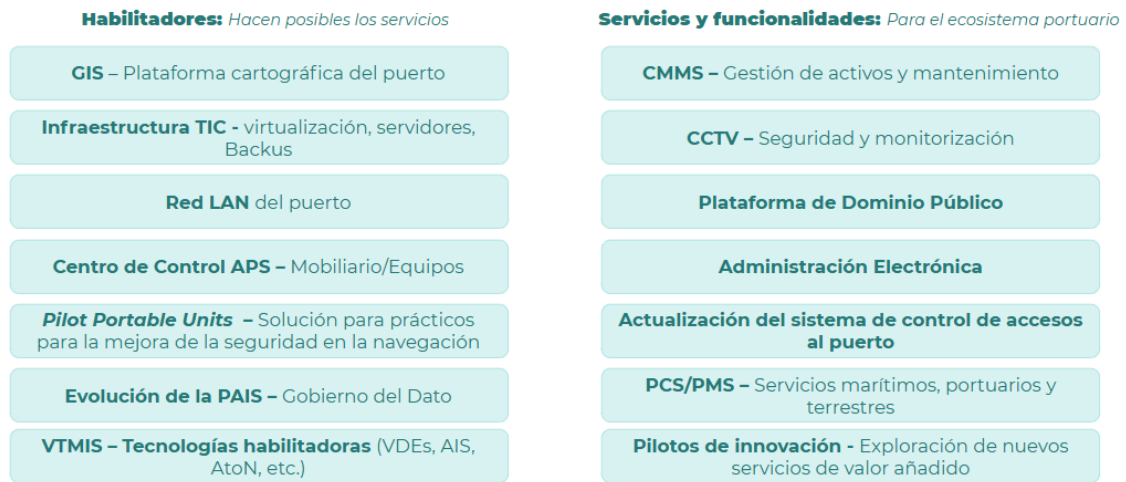 Habilitadores: Hacen posibles los servicios
GIS – Plataforma cartográfica del puerto
Infraestructura TIC - virtualización, servidores,
Backus
Red LAN del puerto
Centro de Control APS – Mobiliario/Equipos
Pilot Portable Units – Solución para prácticos
para la mejora de la seguridad en la navegación
Evolución de la PAIS – Gobierno del Dato
VTMIS – Tecnologías habilitadoras (VDEs, AIS,
AtoN, etc.)
Servicios y funcionalidades: Para el ecosistema portuario
CMMS – Gestión de activos y mantenimiento
CCTV – Seguridad y monitorización
Plataforma de Dominio Público
Administración Electrónica
Actualización del sistema de control de accesos
al puerto
PCS/PMS – Servicios marítimos, portuarios y
terrestres
Pilotos de innovación - Exploración de nuevos
servicios de valor añadido